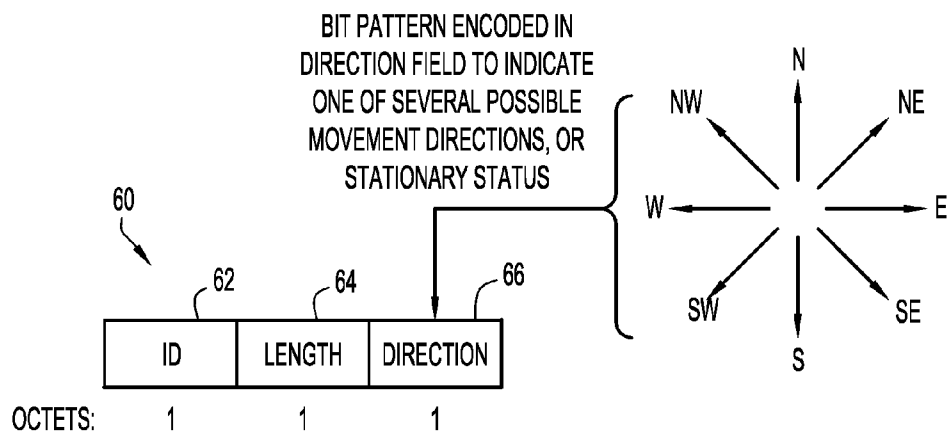 BIT PATTERN ENCODED IN
DIRECTION FIELD TO INDICATE
ONE OF SEVERAL POSSIBLE
MOVEMENT DIRECTIONS, OR
STATIONARY STATUS
N
NW
NE
W
E
SW
SE
S
60
62
64
66
ID
LENGTH
DIRECTION
OCTETS: 1 1 1